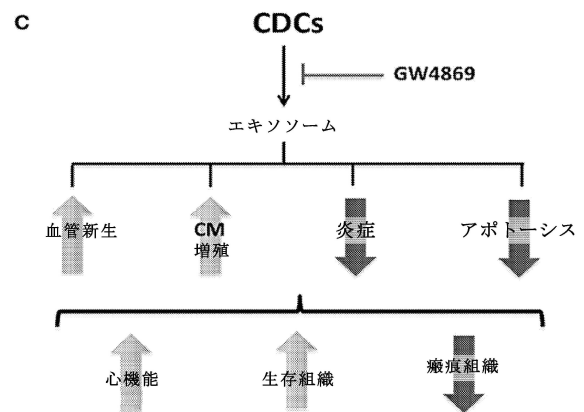 C
CDCs
GW4869
エキソソーム
血管新生
CM
増殖
炎症
アポトーシス
心機能
生存組織
瘢痕組織